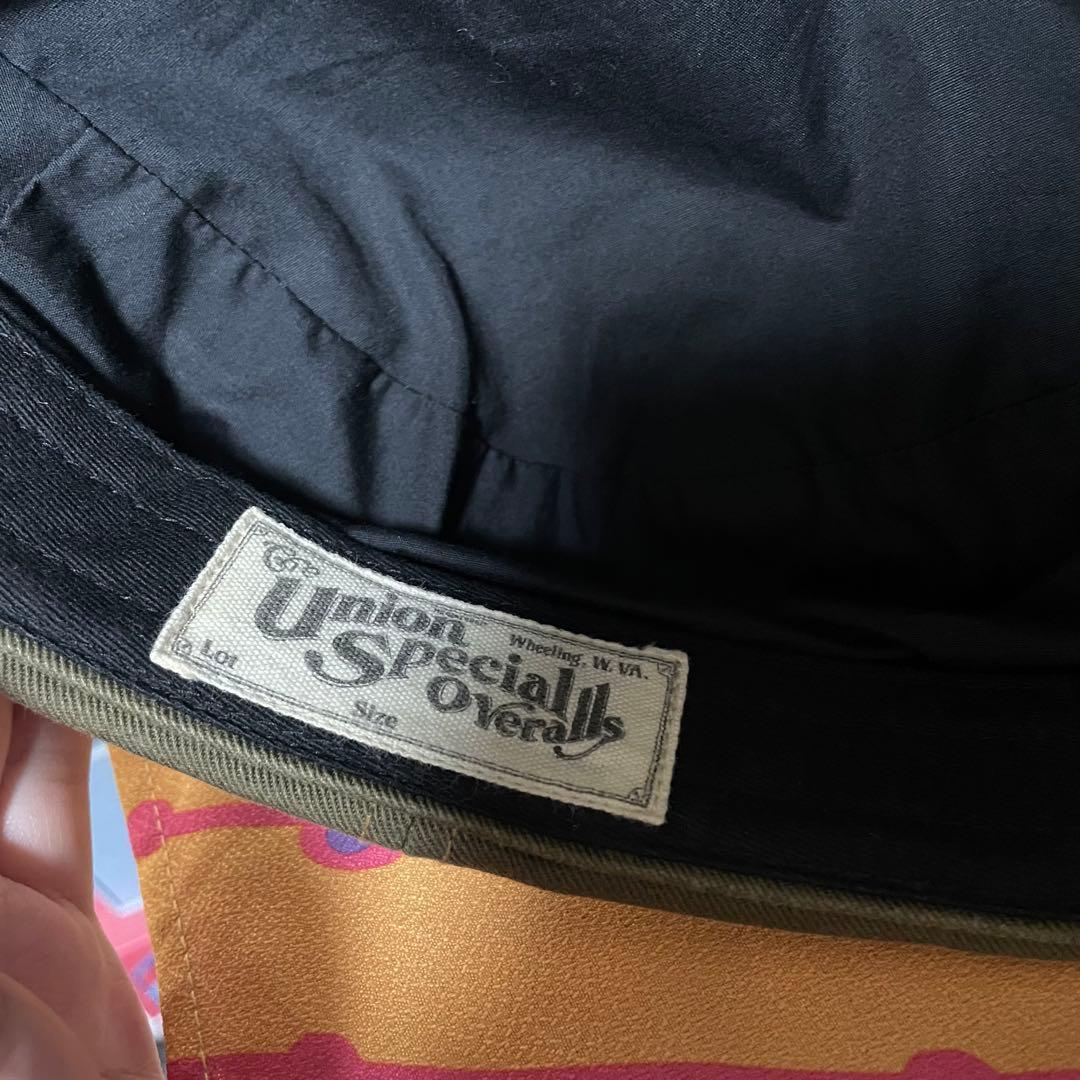 The
Union
Special
Overalls
Wheeling, W. VA.
Lot
Size